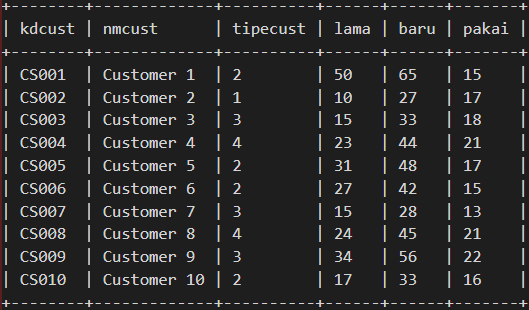 +--------+-------------+----------+------+------+-------+
| kdcust | nmcust      | tipecust | lama | baru | pakai |
+--------+-------------+----------+------+------+-------+
| CS001  | Customer 1  | 2        | 50   | 65   | 15    |
| CS002  | Customer 2  | 1        | 10   | 27   | 17    |
| CS003  | Customer 3  | 3        | 15   | 33   | 18    |
| CS004  | Customer 4  | 4        | 23   | 44   | 21    |
| CS005  | Customer 5  | 2        | 31   | 48   | 17    |
| CS006  | Customer 6  | 2        | 27   | 42   | 15    |
| CS007  | Customer 7  | 3        | 15   | 28   | 13    |
| CS008  | Customer 8  | 4        | 24   | 45   | 21    |
| CS009  | Customer 9  | 3        | 34   | 56   | 22    |
| CS010  | Customer 10 | 2        | 17   | 33   | 16    |
+--------+-------------+----------+------+------+-------+